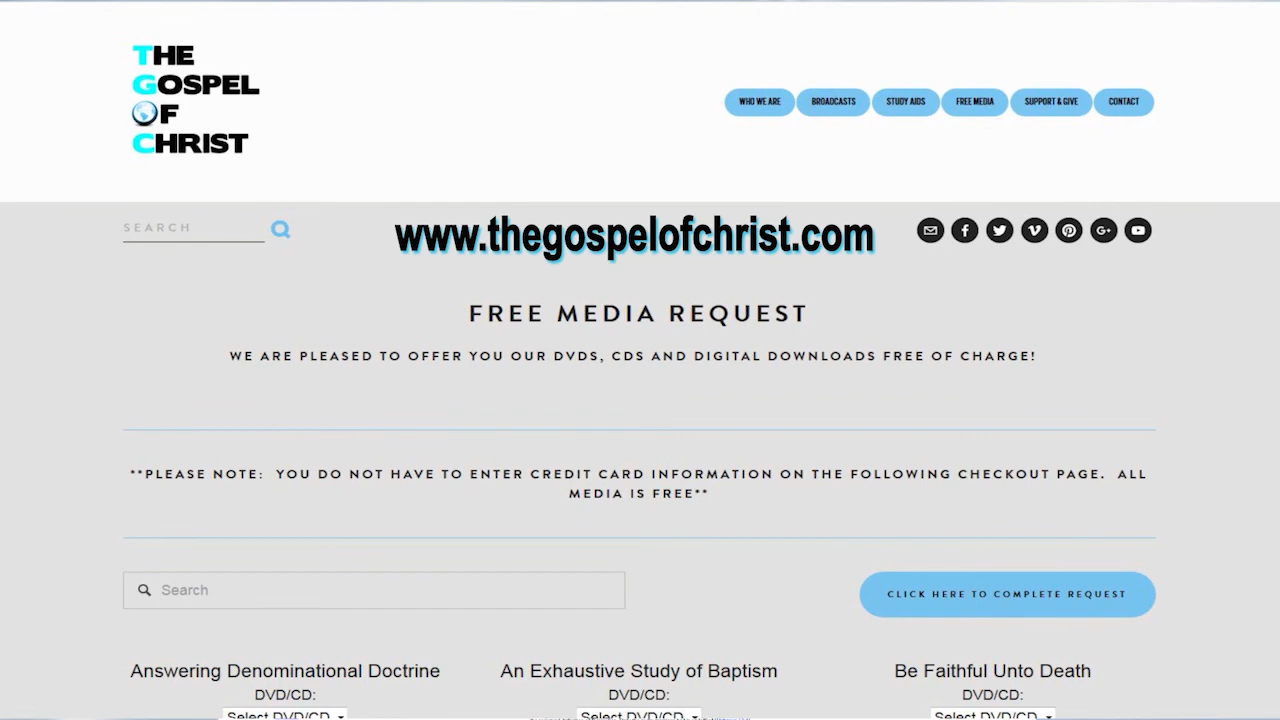 THE
GOSPEL
OF
CHRIST
WHO WE ARE BROADCASTS STUDY AIDS FREE MEDIA SUPPORT & GIVE CONTACT
SEARCH
www.thegospelofchrist.com
FREE MEDIA REQUEST
WE ARE PLEASED TO OFFER YOU OUR DVDS, CDS AND DIGITAL DOWNLOADS FREE OF CHARGE!
**PLEASE NOTE: YOU DO NOT HAVE TO ENTER CREDIT CARD INFORMATION ON THE FOLLOWING CHECKOUT PAGE. ALL
MEDIA IS FREE**
Search
CLICK HERE TO COMPLETE REQUEST
Answering Denominational Doctrine An Exhaustive Study of Baptism Be Faithful Unto Death
DVD/CD: DVD/CD: DVD/CD:
Select DVD/CD Select DVD/CD Select DVD/CD